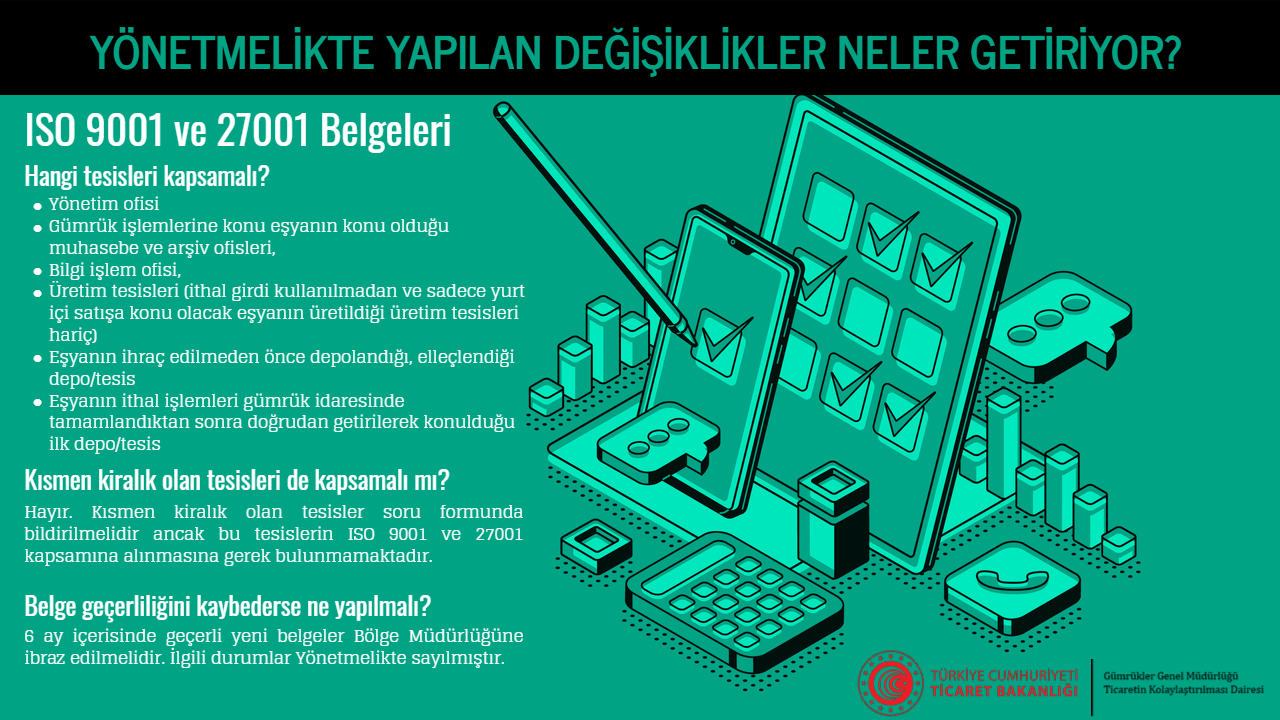 YÖNETMELİKTE YAPILAN DEĞİŞİKLİKLER NELER GETİRİYOR?
ISO 9001 ve 27001 Belgeleri
Hangi tesisleri kapsamalı?
• Yönetim ofisi
• Gümrük işlemlerine konu eşyanın konu olduğu
muhasebe ve arşiv ofisleri,
• Bilgi işlem ofisi,
• Üretim tesisleri (ithal girdi kullanılmadan ve sadece yurt
içi satışa konu olacak eşyanın üretildiği üretim tesisleri
hariç)
• Eşyanın ihraç edilmeden önce depolandığı, elleçlendiği
depo/tesis
• Eşyanın ithal işlemleri gümrük idaresinde
tamamlandıktan sonra doğrudan getirilerek konulduğu
ilk depo/tesis
Kısmen kiralık olan tesisleri de kapsamalı mı?
Hayır. Kısmen kiralık olan tesisler soru formunda
bildirilmelidir ancak bu tesislerin ISO 9001 ve 27001
kapsamına alınmasına gerek bulunmamaktadır.
Belge geçerliliğini kaybederse ne yapılmalı?
6 ay içerisinde geçerli yeni belgeler Bölge Müdürlüğüne
ibraz edilmelidir. İlgili durumlar Yönetmelikte sayılmıştır.
TÜRKİYE CUMHURİYETİ
TİCARET BAKANLIĞI
Gümrükler Genel Müdürlüğü
Ticaretin Kolaylaştırılması Dairesi